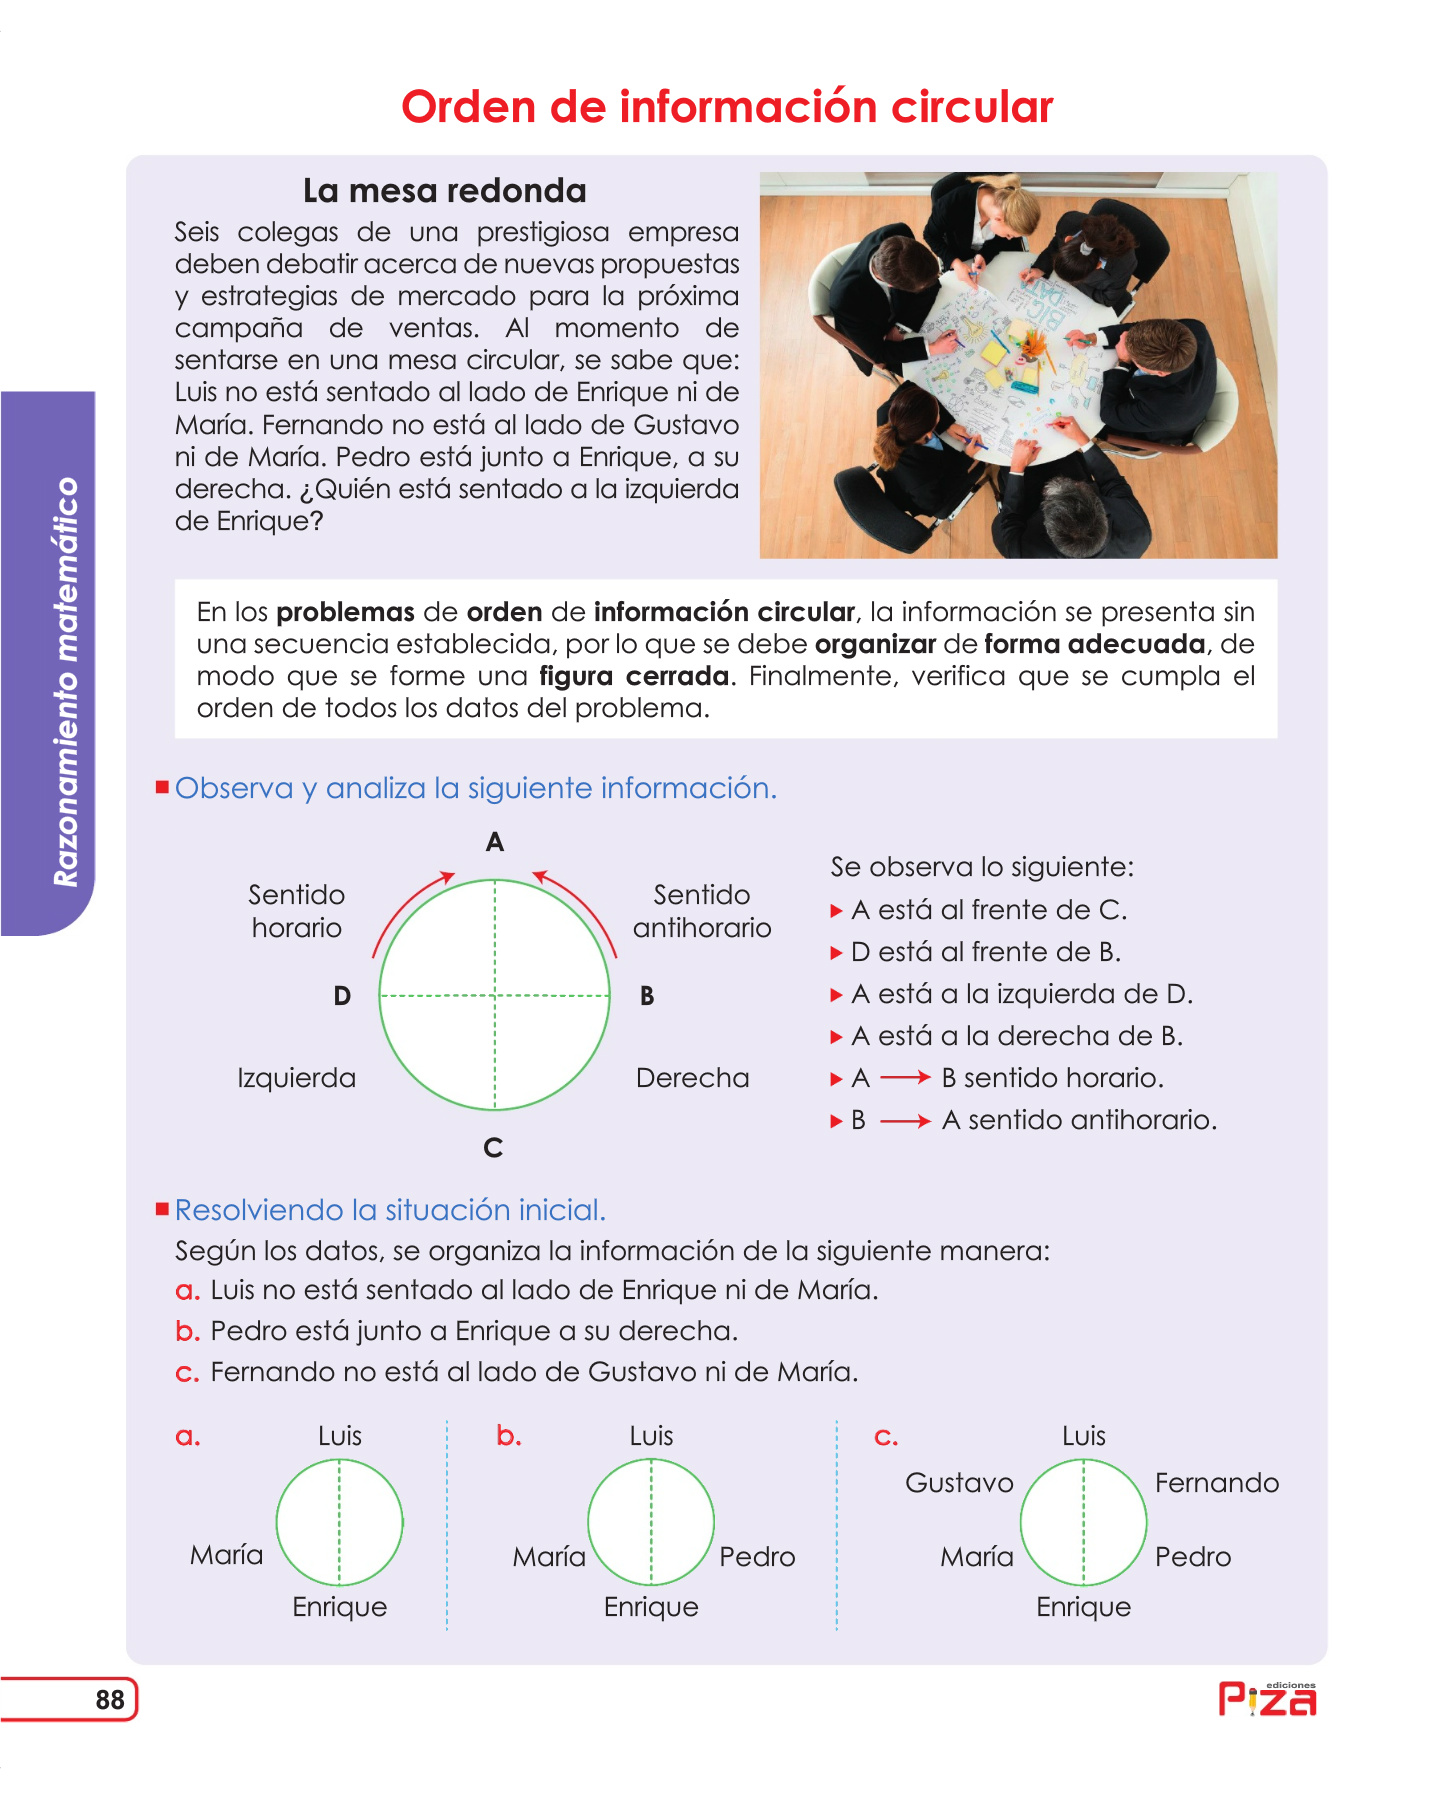 Orden de información circular
La mesa redonda
Seis colegas de una prestigiosa empresa
deben debatir acerca de nuevas propuestas
y estrategias de mercado para la próxima
campaña de ventas. Al momento de
sentarse en una mesa circular, se sabe que:
Luis no está sentado al lado de Enrique ni de
María. Fernando no está al lado de Gustavo
ni de María. Pedro está junto a Enrique, a su
derecha. ¿Quién está sentado a la izquierda
de Enrique?
BIG
DATA
Razonamiento matemático
En los problemas de orden de información circular, la información se presenta sin
una secuencia establecida, por lo que se debe organizar de forma adecuada, de
modo que se forme una figura cerrada. Finalmente, verifica que se cumpla el
orden de todos los datos del problema.
Observa y analiza la siguiente información.
A
Sentido
horario
Sentido
antihorario
D
B
Izquierda
Derecha
C
Se observa lo siguiente:
A está al frente de C.
D está al frente de B.
A está a la izquierda de D.
A está a la derecha de B.
A → B sentido horario.
B → A sentido antihorario.
Resolviendo la situación inicial.
Según los datos, se organiza la información de la siguiente manera:
a. Luis no está sentado al lado de Enrique ni de María.
b. Pedro está junto a Enrique a su derecha.
c. Fernando no está al lado de Gustavo ni de María.
a.
Luis
María
Enrique
b.
Luis
María
Pedro
Enrique
c.
Luis
Gustavo
Fernando
María
Pedro
Enrique
88
ediciones
Piza